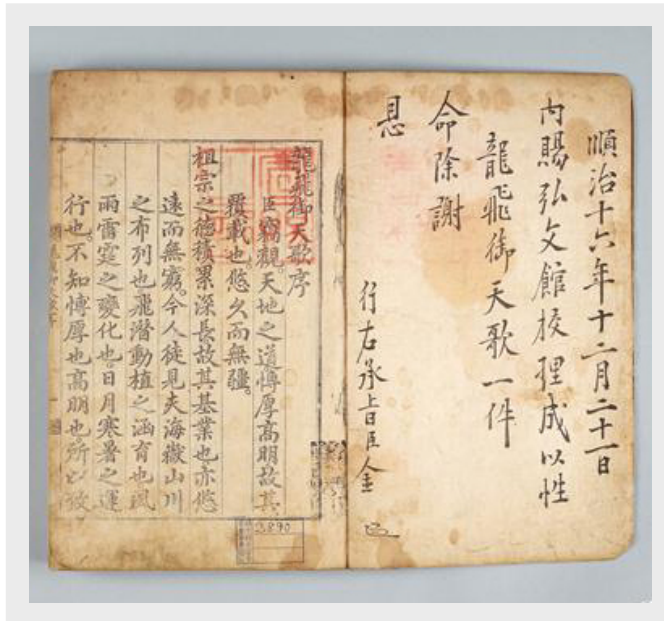 順治十六年十二月二十一日
內賜弘文館校理成以性
龍飛御天歌一件
命除謝
恩
行右承旨臣金
龍飛御天歌序
臣竊觀天地之道博厚高明故其
覆載也悠久而無疆
祖宗之德積累深長故其基業也亦悠
遠而無窮。今人徒見夫海嶽山川
之布列也飛潛動植之涵育也風
雨雷霆之變化也。日月寒暑之運
行也。不知博厚也高明也。所以致
3890